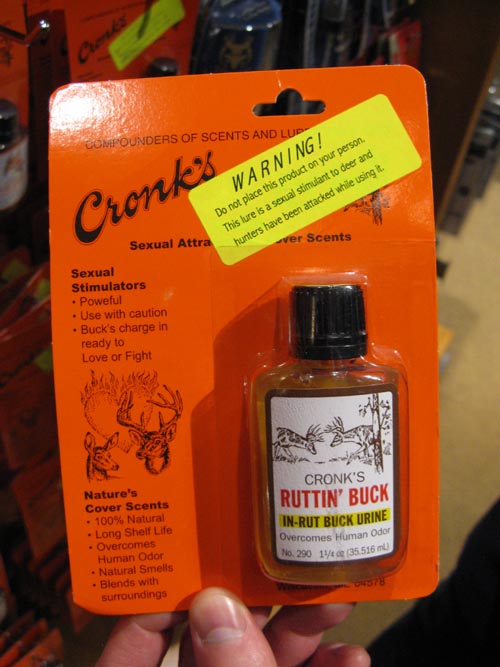 Cronk's
COMPOUNDERS OF SCENTS AND
Cronk's
WARNING!
Do not place this product on your person.
This lure is a sexual stimulant to deer and
hunters have been attacked while using it.
Sexual Scents
Sexual
Stimulators
• Powerful
• Use with caution
• Buck's charge in
ready to
Love or Fight
Nature's
Cover Scents
• 100% Natural
• Long Shelf Life
• Overcomes
Human Odor
• Natural Smells
• Blends with
surroundings
CRONK'S
RUTTIN' BUCK
IN-RUT BUCK URINE
Overcomes Human Odor
No. 290 1¼ oz (35.516 mL)
04578